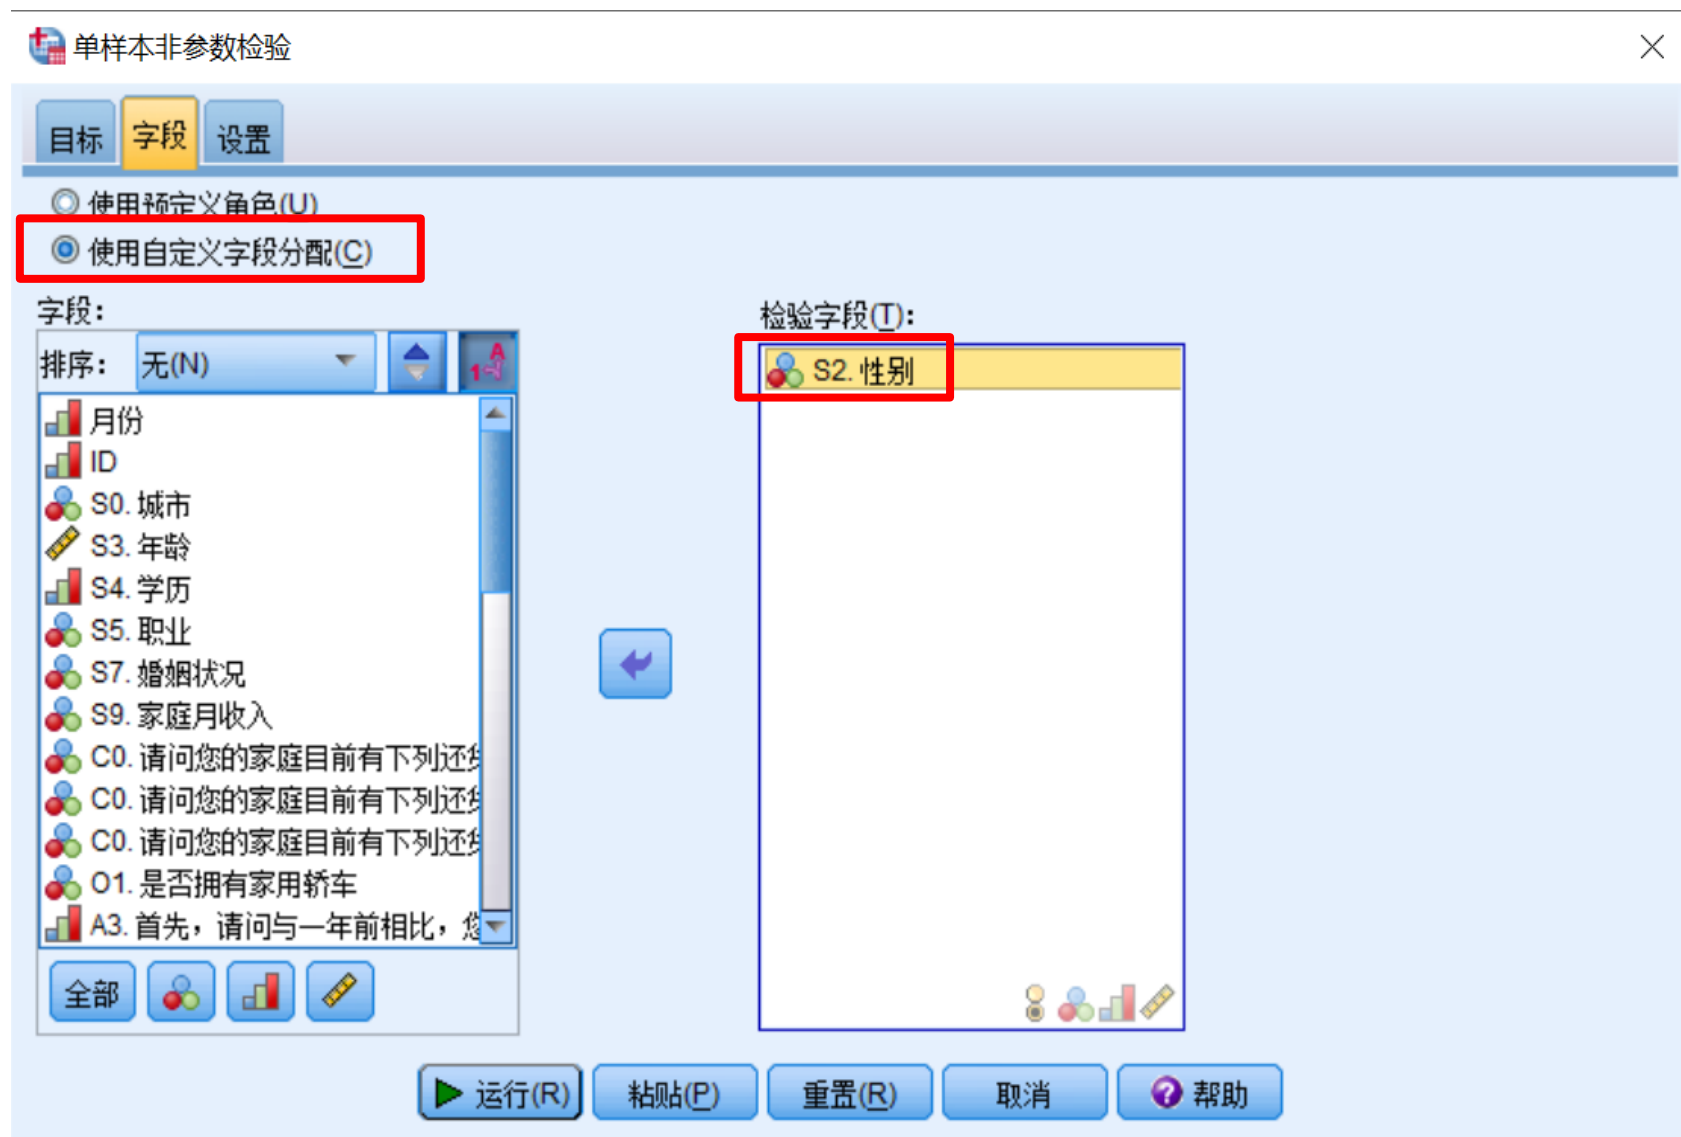 单样本非参数检验
目标 字段 设置
使用预定义角色(U)
使用自定义字段分配(C)
字段：
排序： 无(N)
月份
ID
S0. 城市
S3. 年龄
S4. 学历
S5. 职业
S7. 婚姻状况
S9. 家庭月收入
C0. 请问您的家庭目前有下列还
C0. 请问您的家庭目前有下列还
C0. 请问您的家庭目前有下列还
O1. 是否拥有家用轿车
A3. 首先，请问与一年前相比，您
全部
检验字段(T)：
S2. 性别
运行(R) 粘贴(P) 重置(R) 取消 帮助